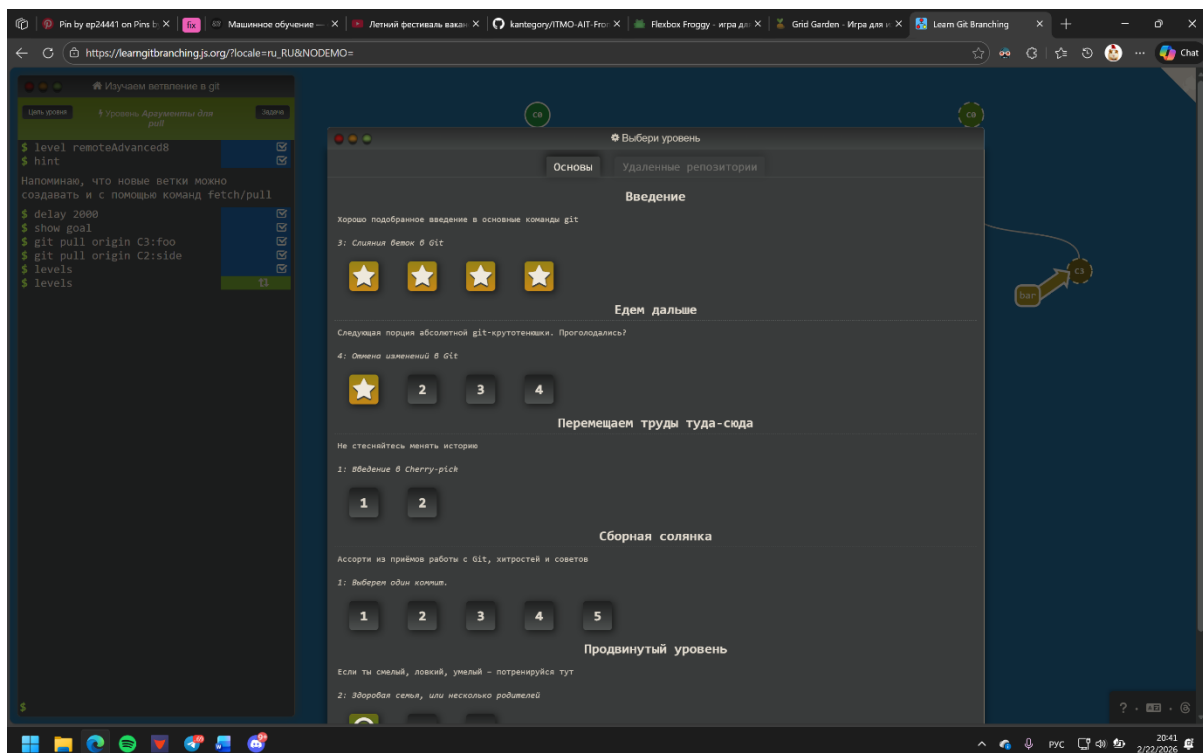 Pin by ep24441 on Pins b
fix
Машинное обучение —
Летний фестиваль вакан
kantegory/ITMO-AIT-Fron
Flexbox Froggy - игра дл
Grid Garden - Игра для и
Learn Git Branching
https://learngitbranching.js.org/?locale=ru_RU&NODEMO=
Chat
Изучаем ветвление в git
Цель уровня
Уровень Аргументы для pull
Задача
$ level remoteAdvanced8
$ hint
Напоминаю, что новые ветки можно
создавать и с помощью команд fetch/pull
$ delay 2000
$ show goal
$ git pull origin C3:foo
$ git pull origin C2:side
$ levels
$ levels
$
C0
C0
C3
bar
Выбери уровень
Основы
Удаленные репозитории
Введение
Хорошо подобранное введение в основные команды git
3: Слияния веток в Git
Едем дальше
Следующая порция абсолютной git-крутотенюшки. Проголодались?
4: Отмена изменений в Git
2 3 4
Перемещаем труды туда-сюда
Не стесняйтесь менять историю
1: Введение в Cherry-pick
1 2
Сборная солянка
Ассорти из приёмов работы с Git, хитростей и советов
1: Выберем один коммит.
1 2 3 4 5
Продвинутый уровень
Если ты смелый, ловкий, умелый – потренируйся тут
2: Здоровая семья, или несколько родителей
?
РУС
20:41
2/22/2026